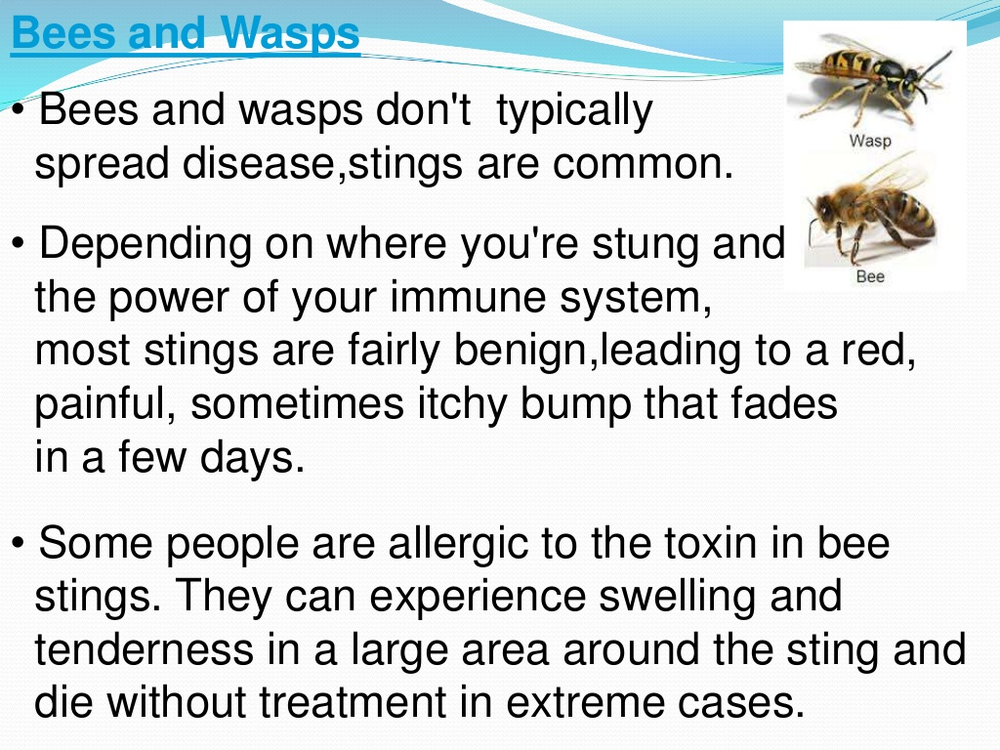 Bees and Wasps
• Bees and wasps don't  typically
spread disease,stings are common.
Wasp
Bee
• Depending on where you're stung and
the power of your immune system,
most stings are fairly benign,leading to a red,
painful, sometimes itchy bump that fades
in a few days.
• Some people are allergic to the toxin in bee
stings. They can experience swelling and
tenderness in a large area around the sting and
die without treatment in extreme cases.